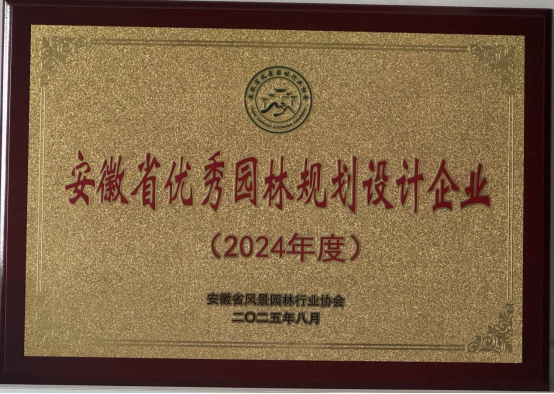 安徽省优秀园林规划设计企业
（2024年度）
安徽省风景园林行业协会
二〇二五年八月